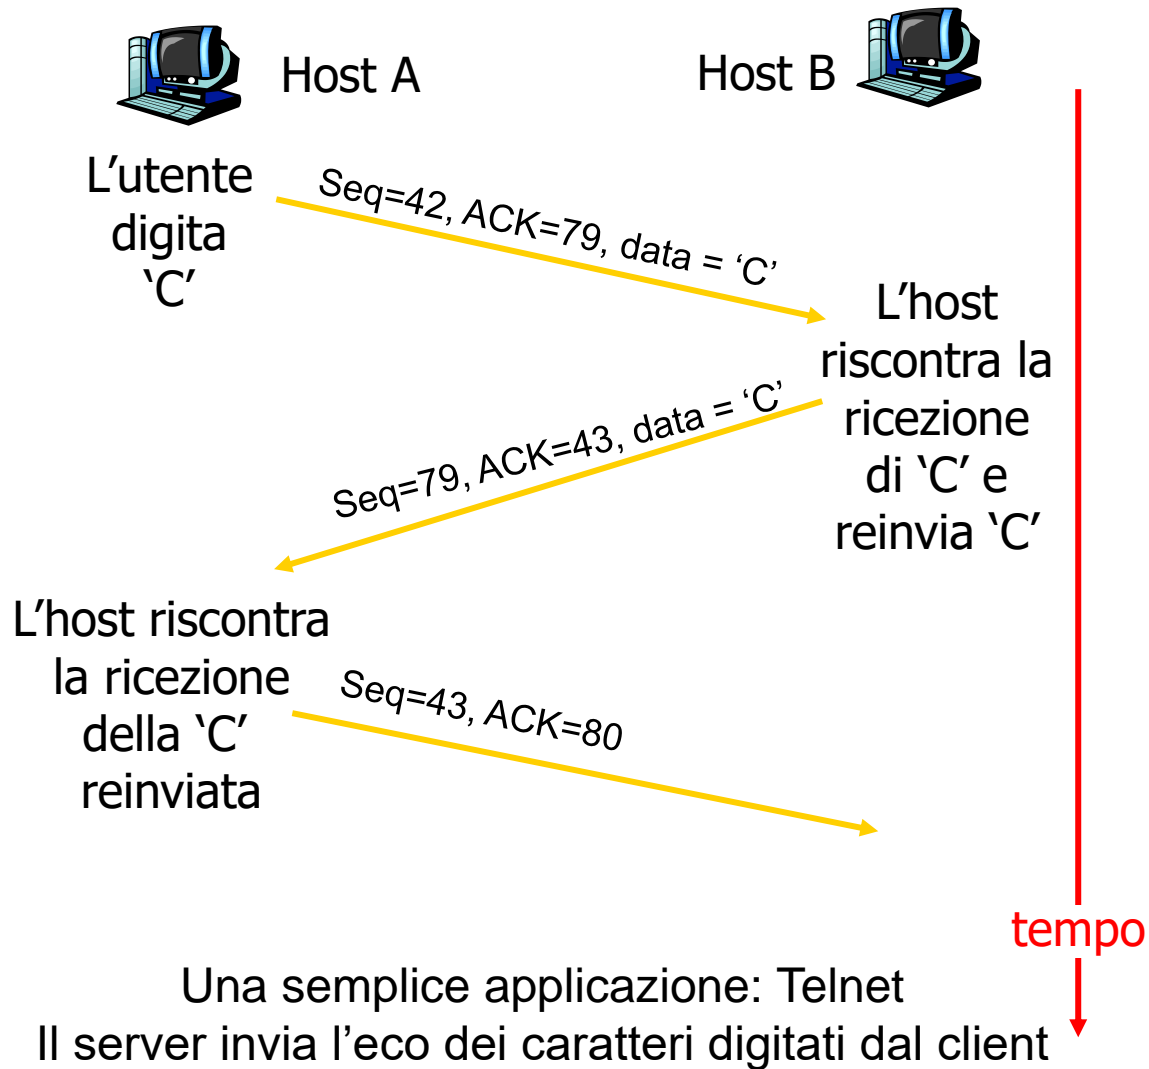 Host A
Host B
L’utente
digita
‘C’
Seq=42, ACK=79, data = ‘C’
L’host
riscontra la
ricezione
di ‘C’ e
reinvia ‘C’
Seq=79, ACK=43, data = ‘C’
L’host riscontra
la ricezione
della ‘C’
reinviata
Seq=43, ACK=80
tempo
Una semplice applicazione: Telnet
Il server invia l’eco dei caratteri digitati dal client